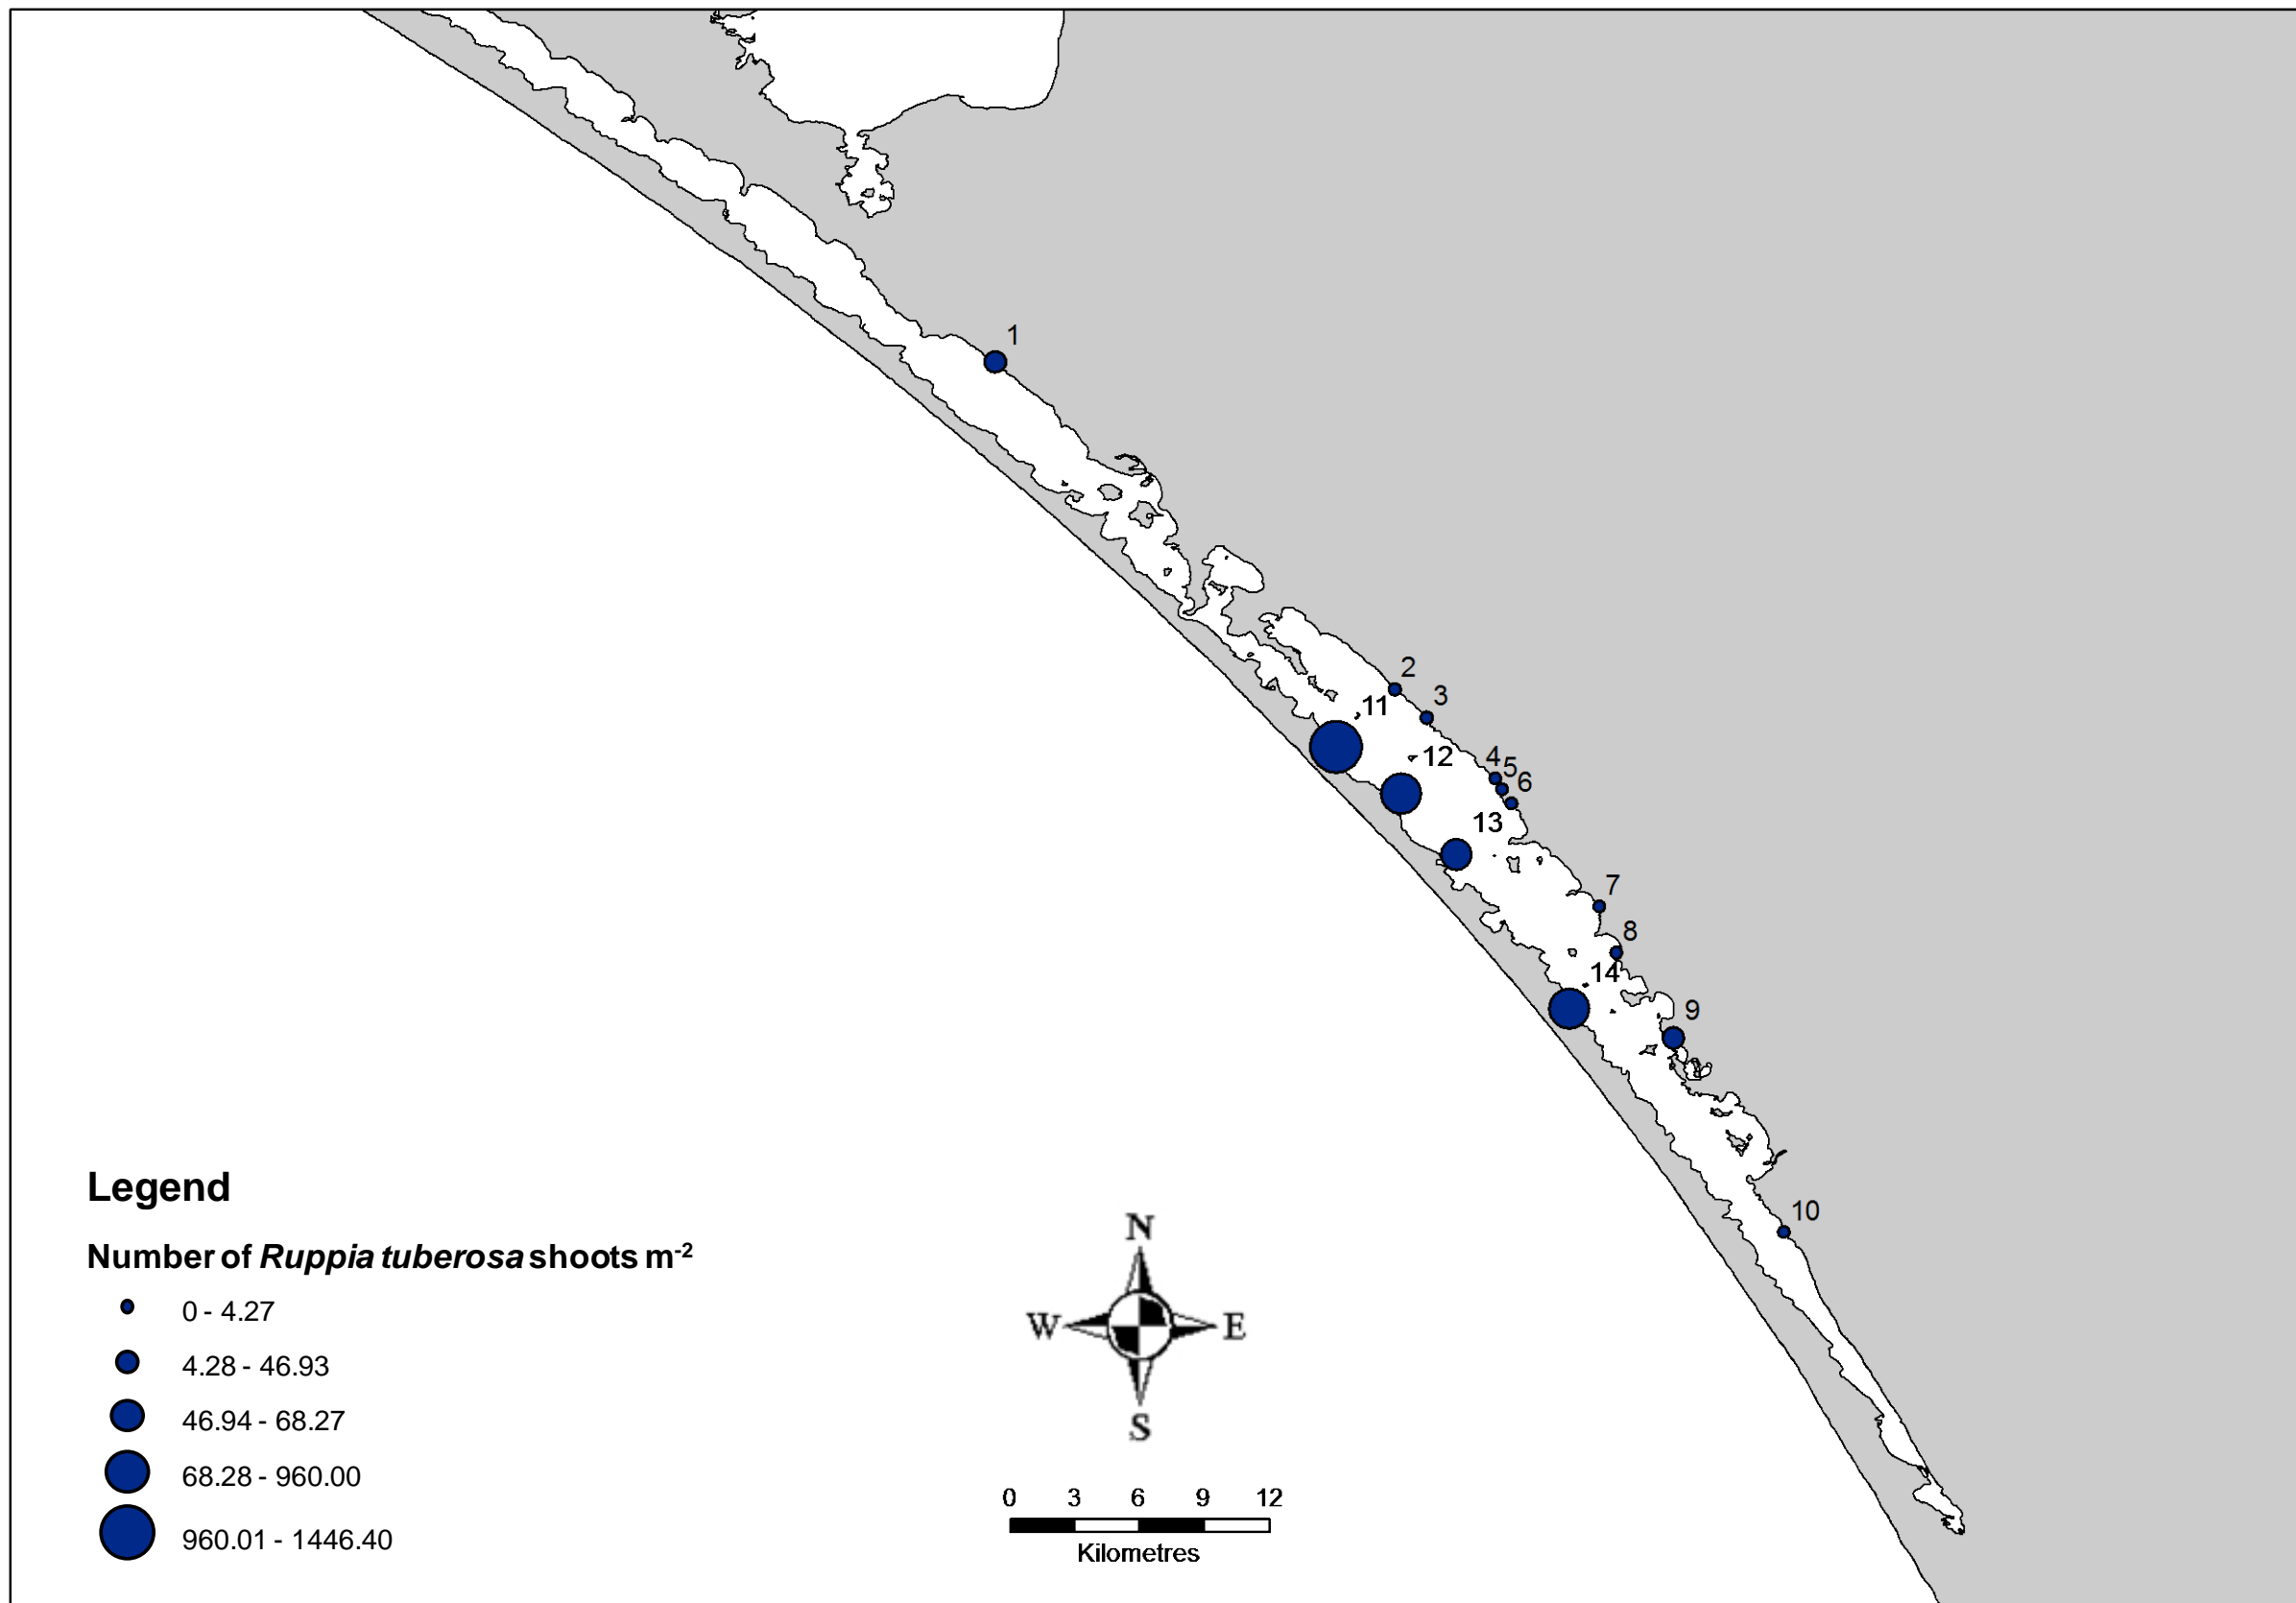 1
2
3
11
4
5
12
6
13
7
8
14
9
10
Legend
Number of Ruppia tuberosa shoots m-2
0 - 4.27
4.28 - 46.93
46.94 - 68.27
68.28 - 960.00
960.01 - 1446.40
N
W E
S
0 3 6 9 12
Kilometres